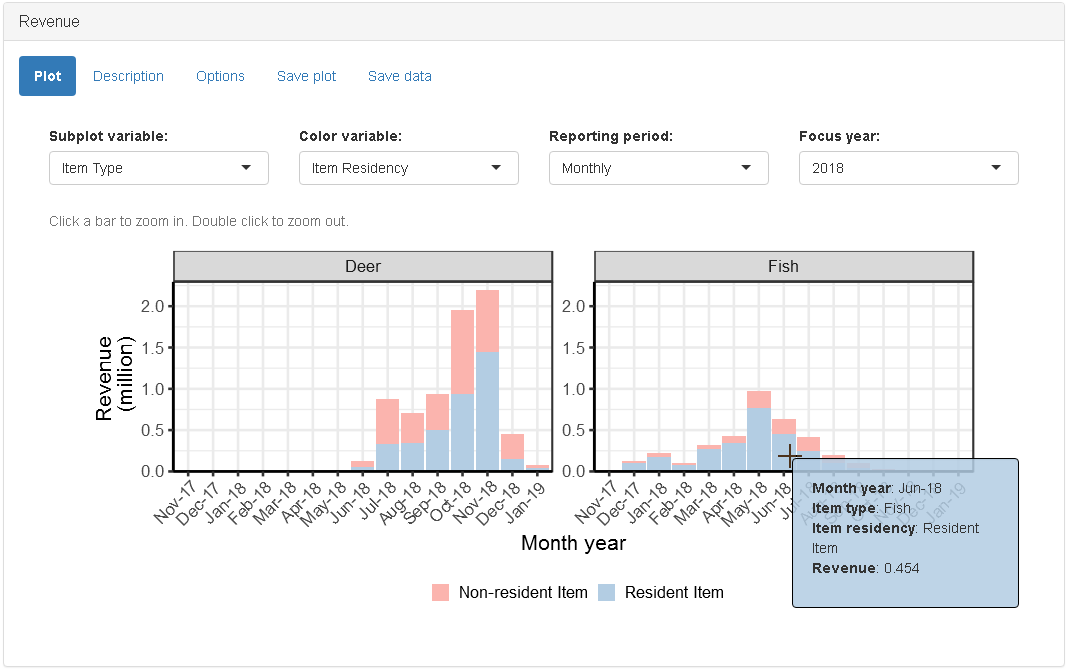 Revenue
Plot Description Options Save plot Save data
Subplot variable: Color variable: Reporting period: Focus year:
Item Type Item Residency Monthly 2018
Click a bar to zoom in. Double click to zoom out.
Deer Fish
Revenue
(million)
2.0
1.5
1.0
0.5
0.0
2.0
1.5
1.0
0.5
0.0
Nov-17 Dec-17 Jan-18 Feb-18 Mar-18 Apr-18 May-18 Jun-18 Jul-18 Aug-18 Sep-18 Oct-18 Nov-18 Dec-18 Jan-19
Nov-17 Dec-17 Jan-18 Feb-18 Mar-18 Apr-18 May-18 Jun-18 Jul-18 Jan-19
Month year
Non-resident Item Resident Item
Month year: Jun-18
Item type: Fish
Item residency: Resident
Item
Revenue: 0.454